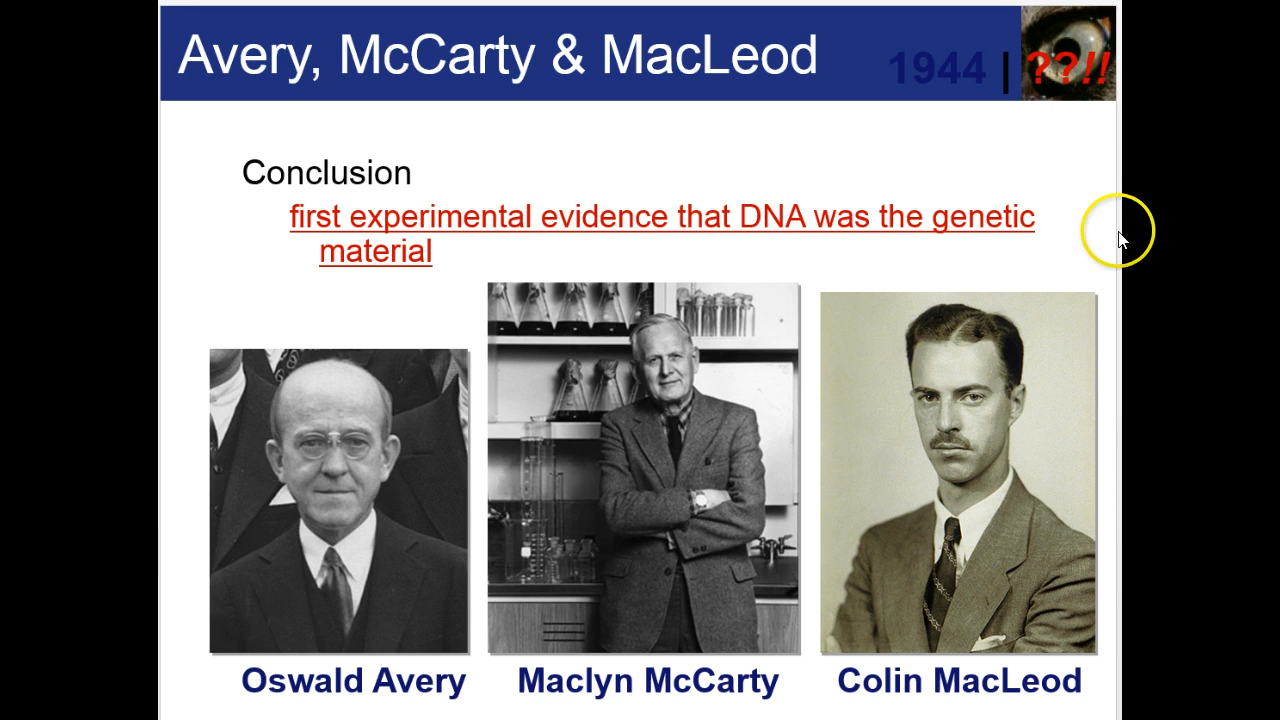 Avery, McCarty & MacLeod
1944 | ??!!
Conclusion
first experimental evidence that DNA was the genetic
material
Oswald Avery
Maclyn McCarty
Colin MacLeod